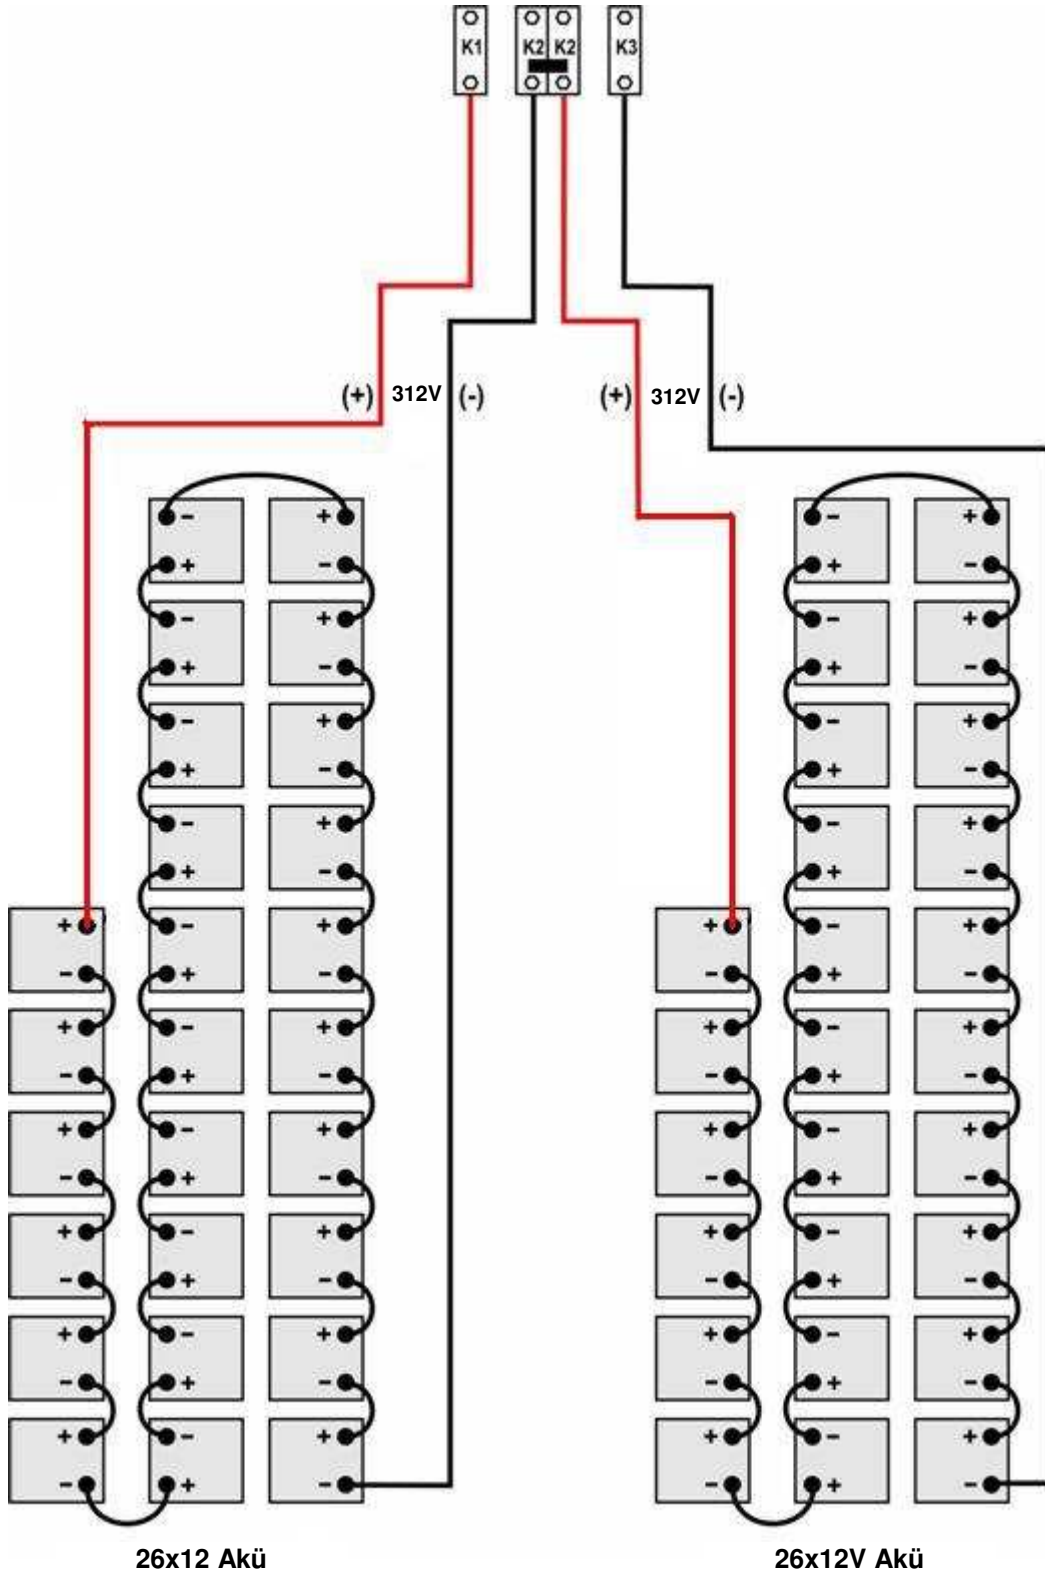 K1 K2 K2 K3
(+) 312V (-) (+) 312V (-)
- + - +
+ - + -
- + - +
+ - + -
- + - +
+ - + -
- + - +
+ - + -
+ - + + - +
- + - - + -
+ - + + - +
- + - - + -
+ - + + - +
- + - - + -
+ - + + - +
- + - - + -
+ - + + - +
- + - - + -
+ - + + - +
- + - - + -
26x12 Akü 26x12V Akü